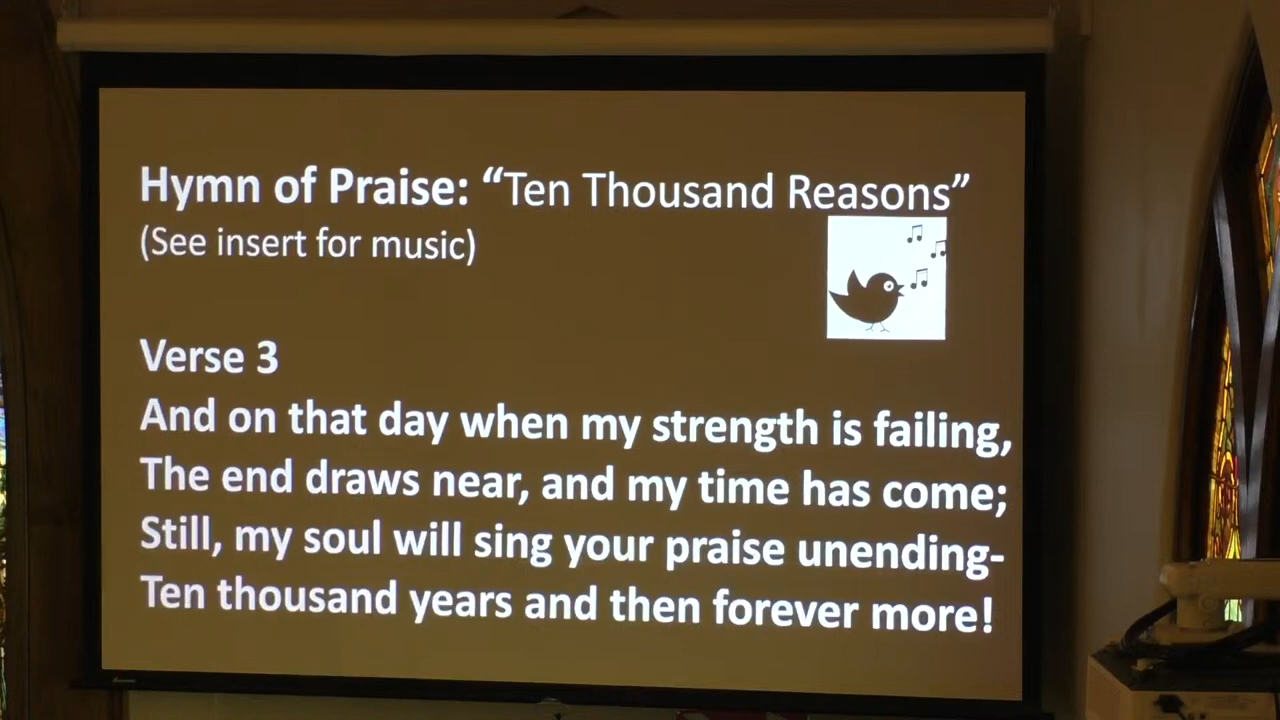 Hymn of Praise: “Ten Thousand Reasons”
(See insert for music)
Verse 3
And on that day when my strength is failing,
The end draws near, and my time has come;
Still, my soul will sing your praise unending-
Ten thousand years and then forever more!